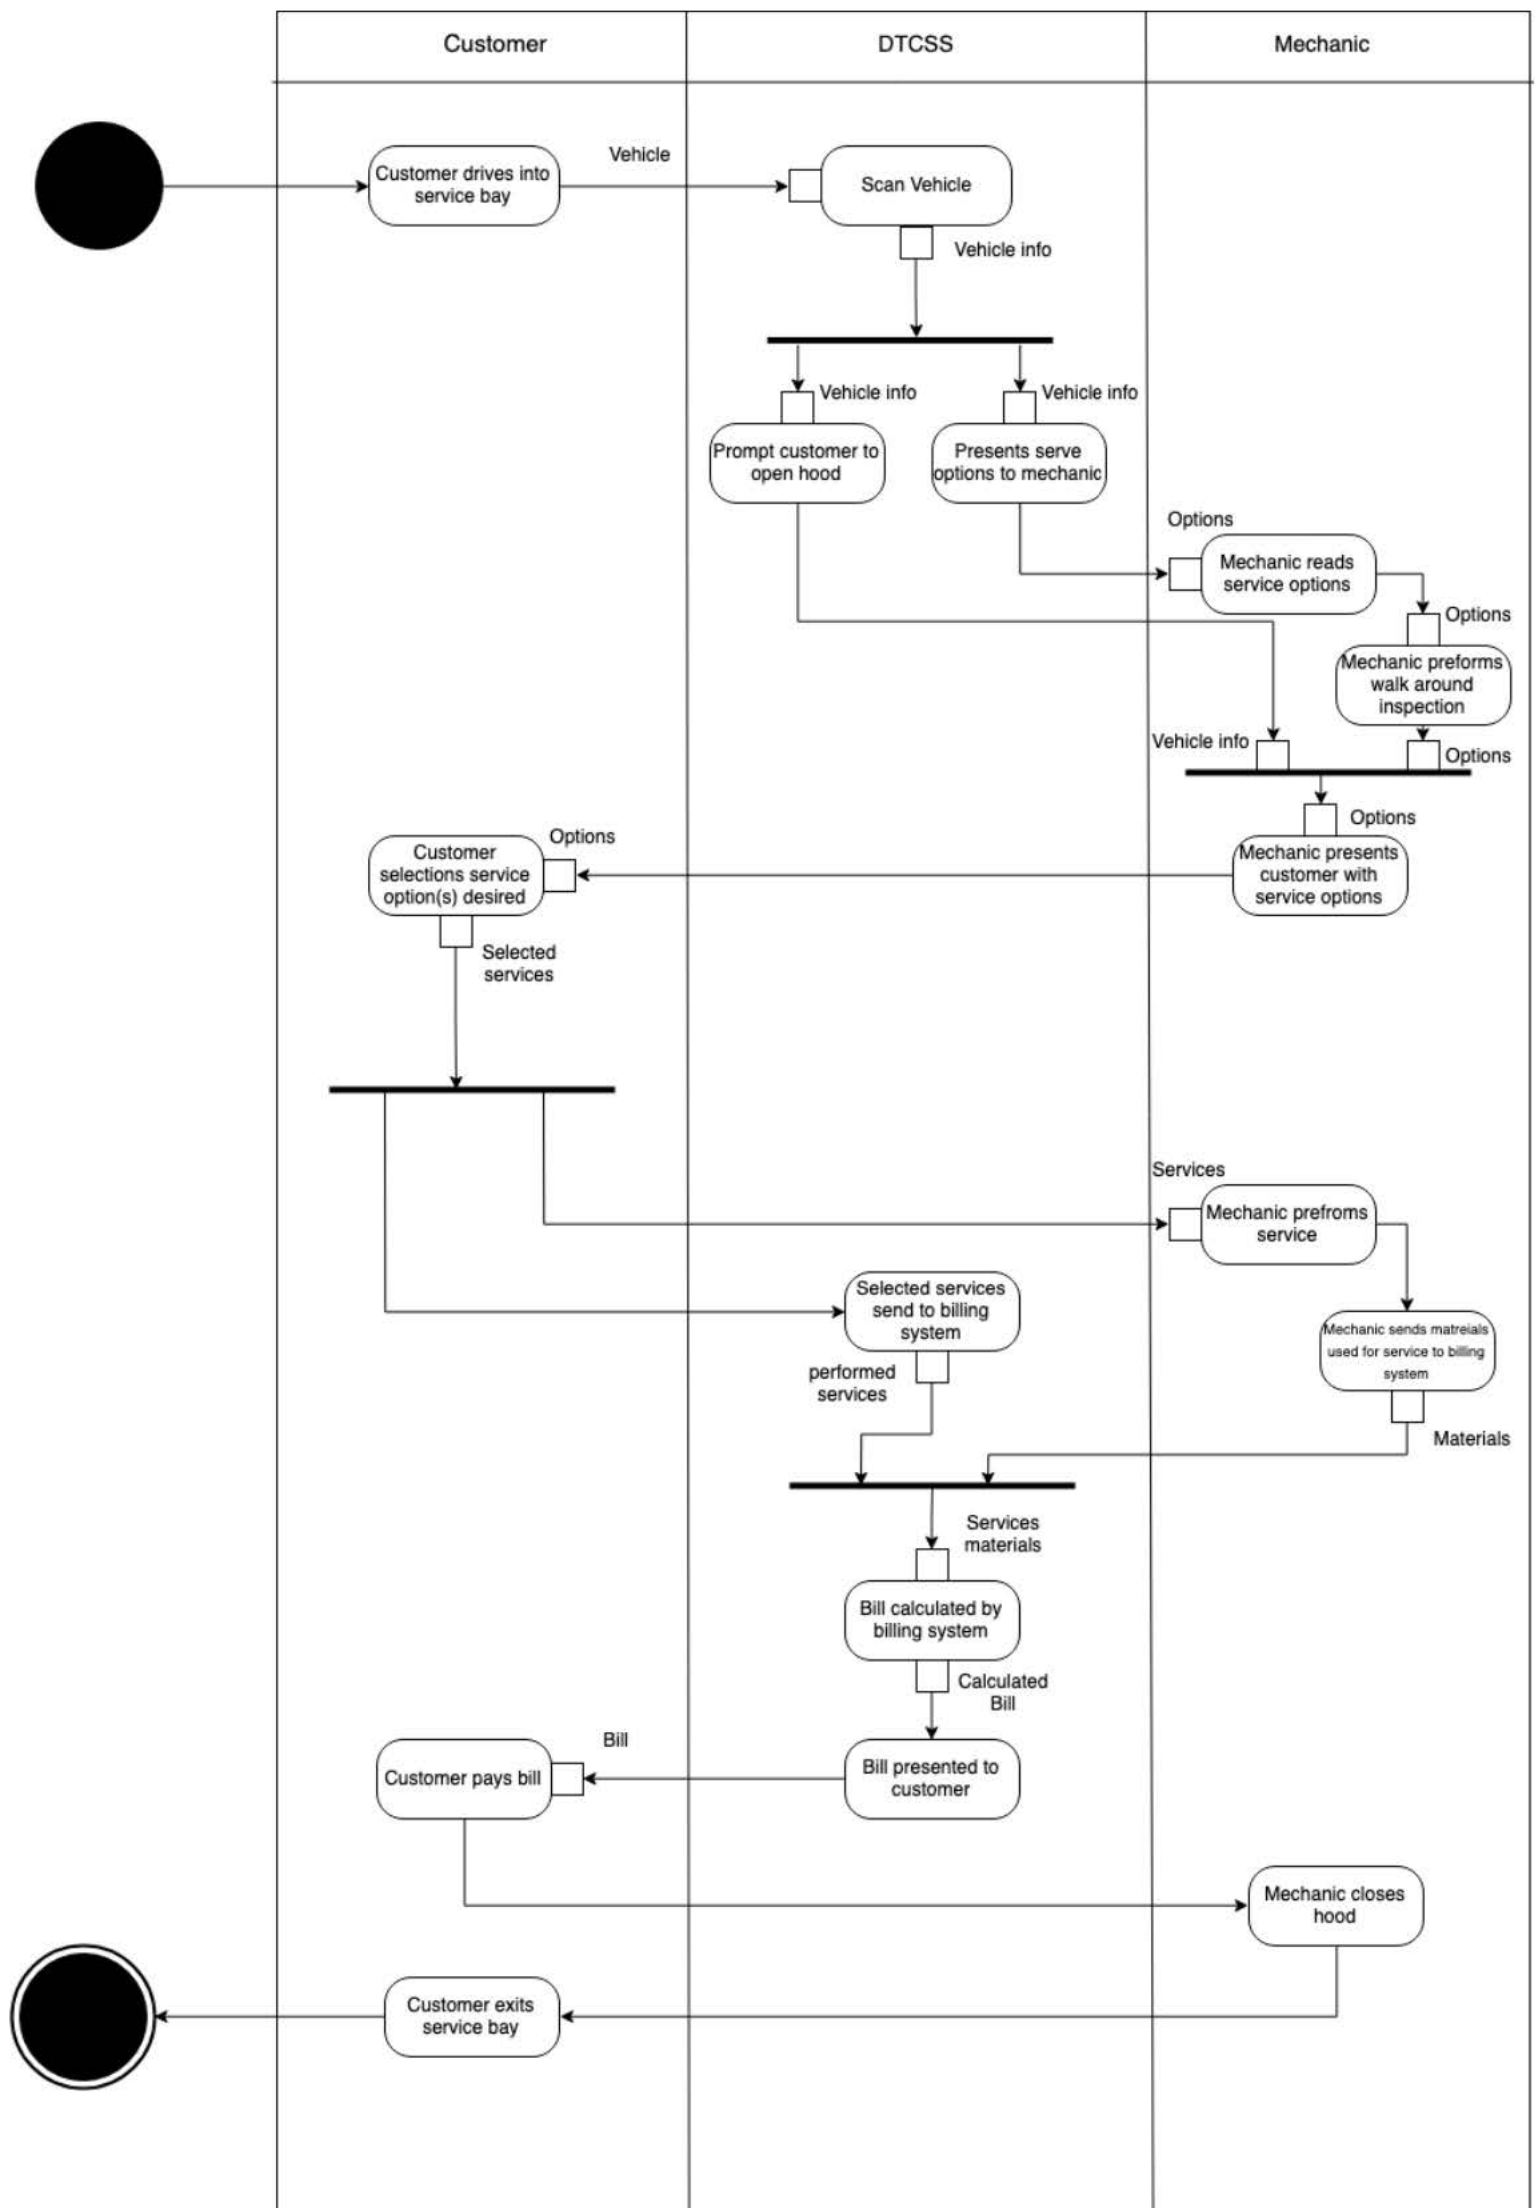 Customer
DTCSS
Mechanic
Customer drives into
service bay
Vehicle
Scan Vehicle
Vehicle info
Vehicle info
Vehicle info
Prompt customer to
open hood
Presents serve
options to mechanic
Options
Mechanic reads
service options
Options
Mechanic preforms
walk around
inspection
Vehicle info
Options
Options
Mechanic presents
customer with
service options
Options
Customer
selections service
option(s) desired
Selected
services
Services
Mechanic prefroms
service
Selected services
send to billing
system
Mechanic sends matreials
used for service to billing
system
performed
services
Materials
Services
materials
Bill calculated by
billing system
Calculated
Bill
Bill
Customer pays bill
Bill presented to
customer
Mechanic closes
hood
Customer exits
service bay